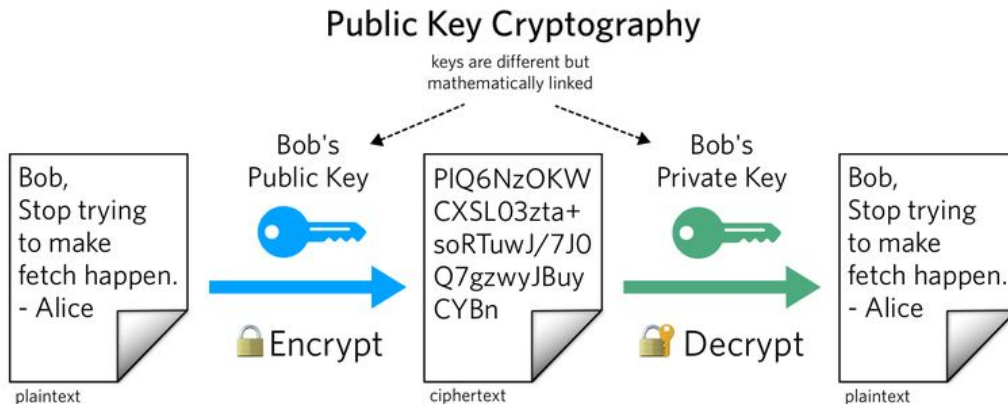 Public Key Cryptography
keys are different but
mathematically linked
Bob,
Stop trying
to make
fetch happen.
- Alice
plaintext
Bob's
Public Key
Encrypt
PIQ6NzOKW
CXSL03zta+
soRTuwJ/7J0
Q7gzwyJBuy
CYBn
ciphertext
Bob's
Private Key
Decrypt
Bob,
Stop trying
to make
fetch happen.
- Alice
plaintext